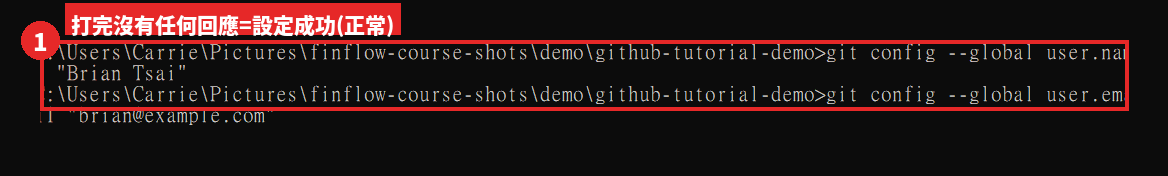 打完沒有任何回應=設定成功(正常)
1
:\Users\Carrie\Pictures\finflow-course-shots\demo\github-tutorial-demo>git config --global user.na
"Brian Tsai"
:\Users\Carrie\Pictures\finflow-course-shots\demo\github-tutorial-demo>git config --global user.em
"brian@example.com"